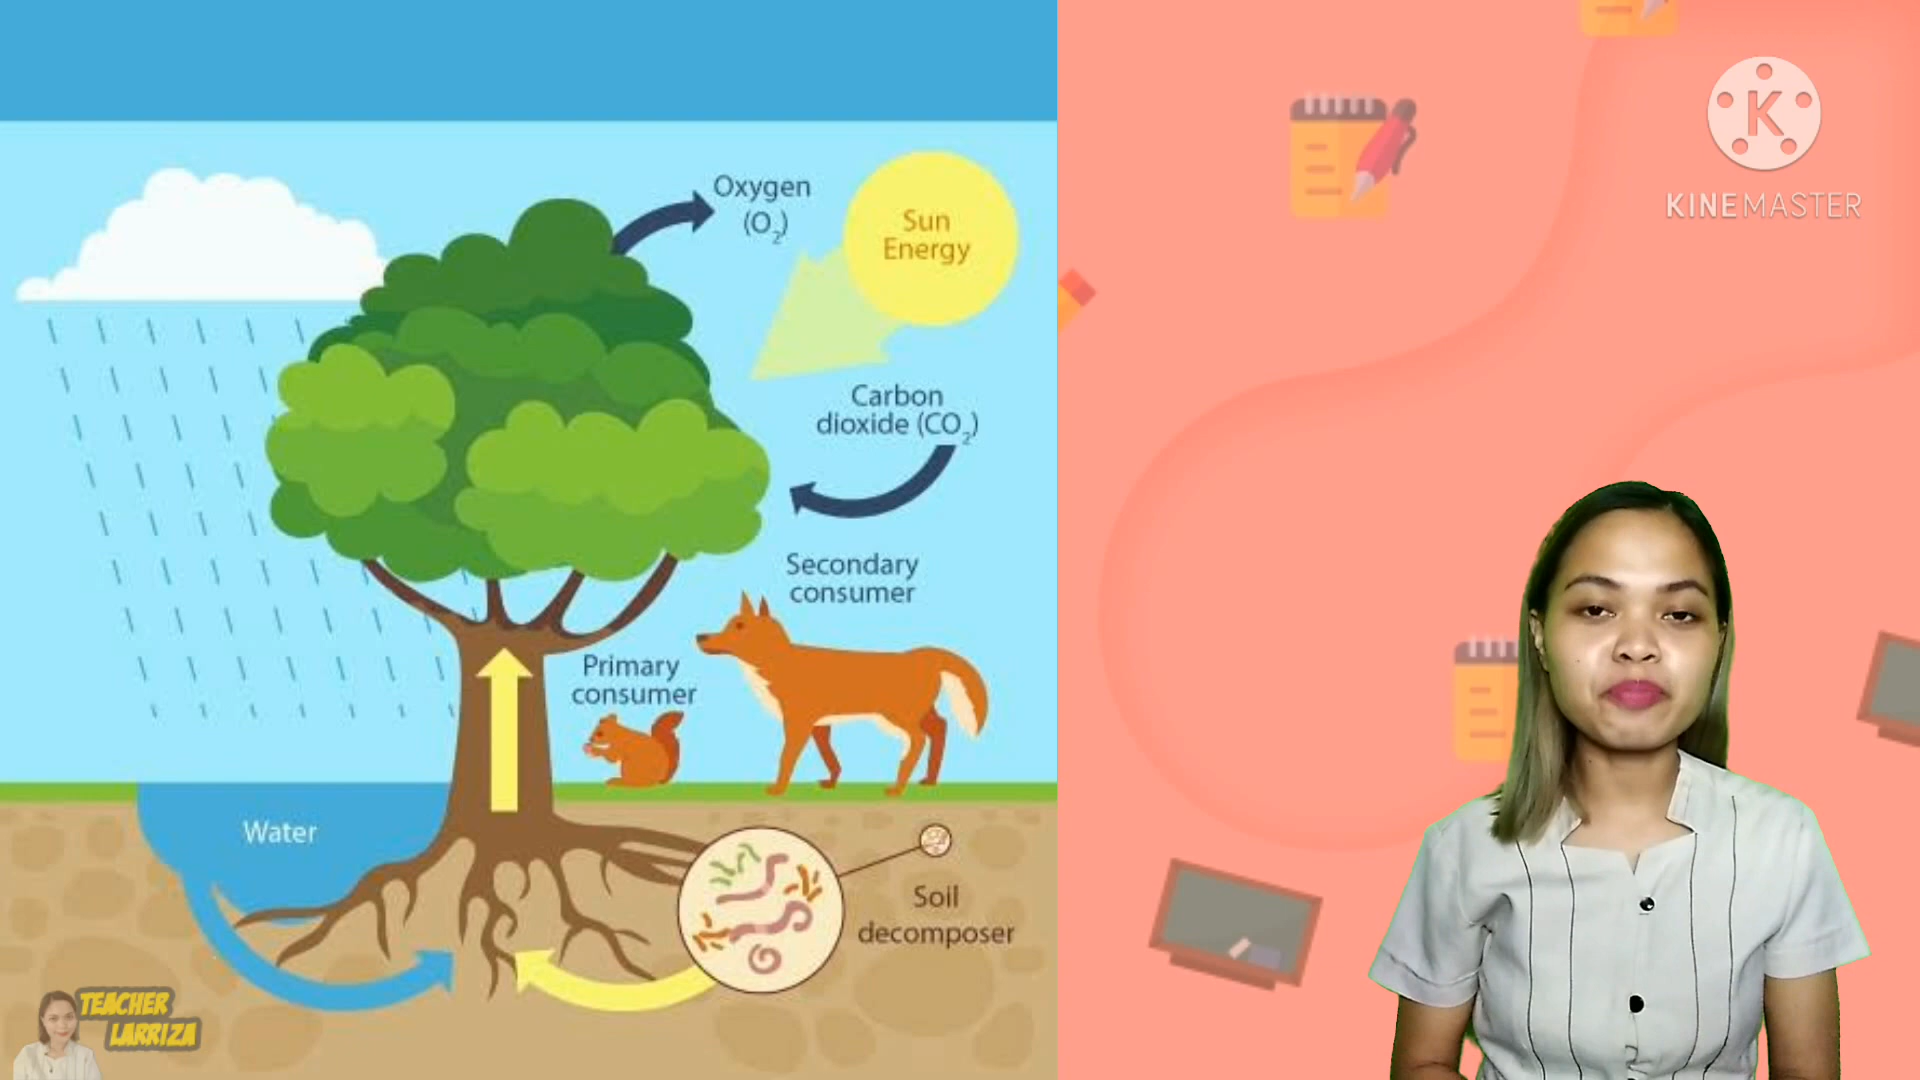 Oxygen
(O2)
Sun
Energy
Carbon
dioxide (CO2)
Secondary
consumer
Primary
consumer
Water
Soil
decomposer
TEACHER
LARRIZA
K
KINEMASTER